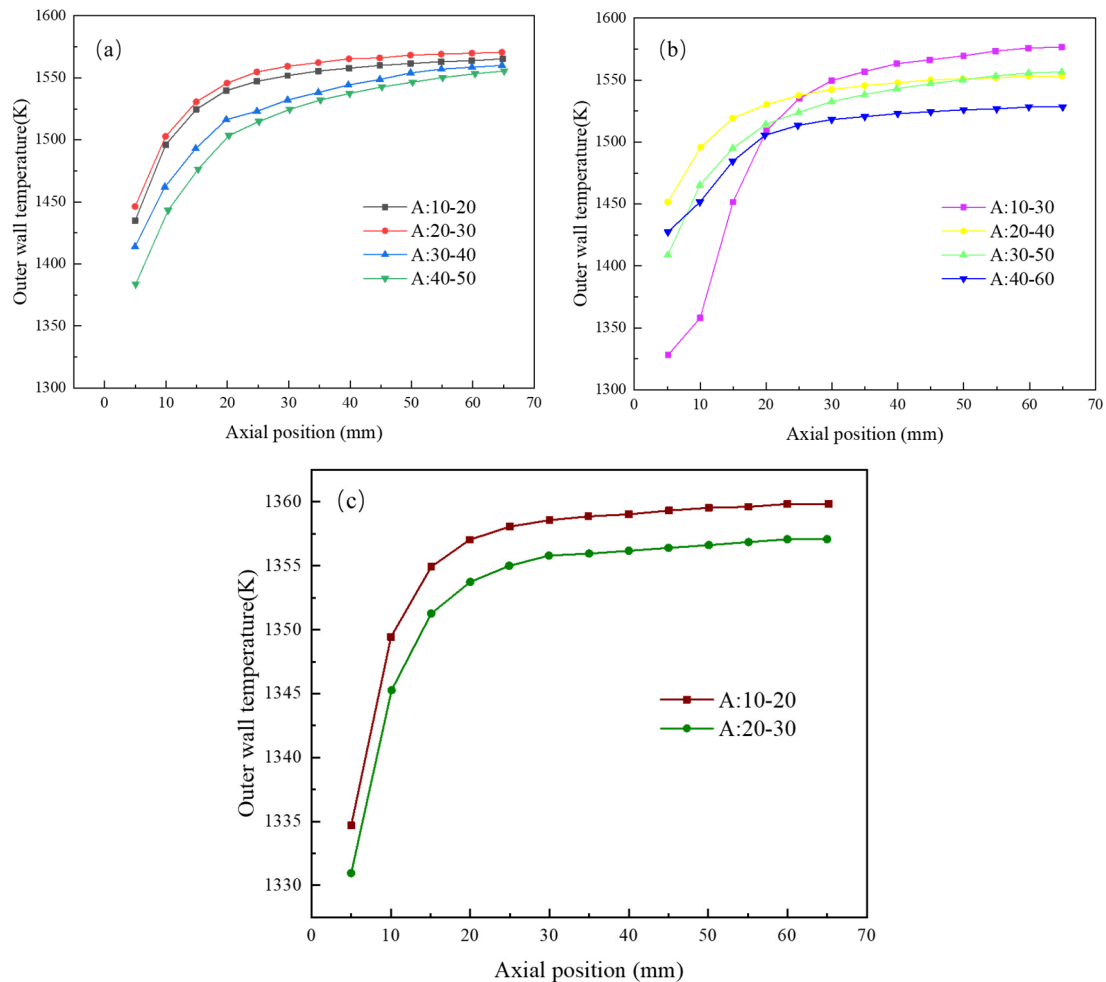 (a)
Outer wall temperature(K)
1600
1550
1500
1450
1400
1350
1300
A:10-20
A:20-30
A:30-40
A:40-50
0 10 20 30 40 50 60 70
Axial position (mm)
(b)
Outer wall temperature(K)
1600
1550
1500
1450
1400
1350
1300
A:10-30
A:20-40
A:30-50
A:40-60
0 10 20 30 40 50 60 70
Axial position (mm)
(c)
Outer wall temperature(K)
1360
1355
1350
1345
1340
1335
1330
A:10-20
A:20-30
0 10 20 30 40 50 60 70
Axial position (mm)